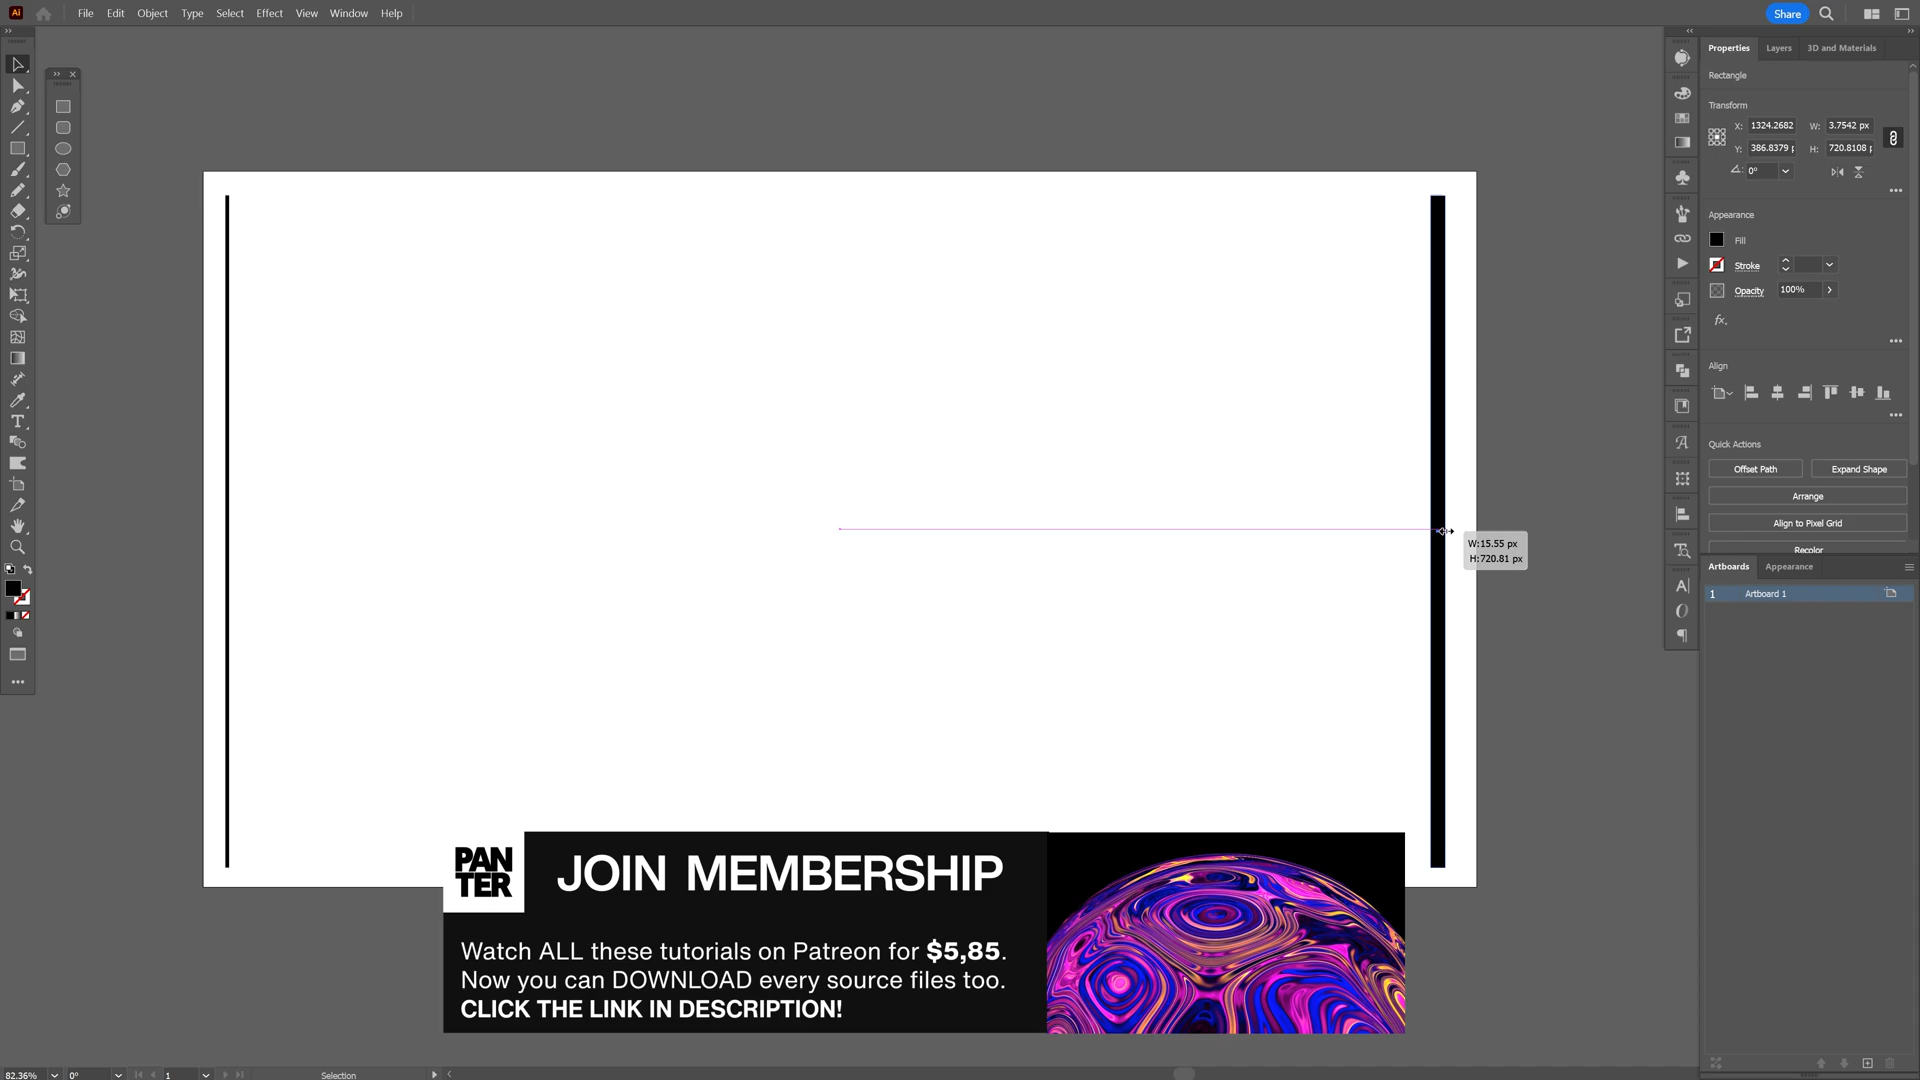 Ai
File Edit Object Type Select Effect View Window Help
Share
Properties Layers 3D and Materials
Rectangle
Transform
X: 1324.2682 W: 3.7542 px
Y: 386.8379 H: 720.8108
0°
Appearance
Fill
Stroke
Opacity 100%
fx.
Align
Quick Actions
Offset Path Expand Shape
Arrange
Align to Pixel Grid
Recolor
W:15.55 px
H:720.81 px
Artboards Appearance
1 Artboard 1
PAN
TER
JOIN MEMBERSHIP
Watch ALL these tutorials on Patreon for $5,85.
Now you can DOWNLOAD every source files too.
CLICK THE LINK IN DESCRIPTION!
82.36% 0° 1 Selection